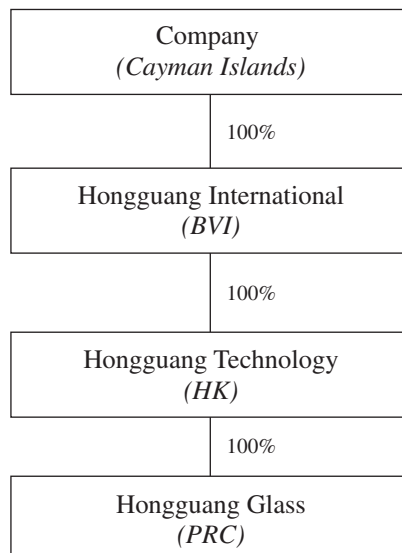 Company
(Cayman Islands)
100%
Hongguang International
(BVI)
100%
Hongguang Technology
(HK)
100%
Hongguang Glass
(PRC)